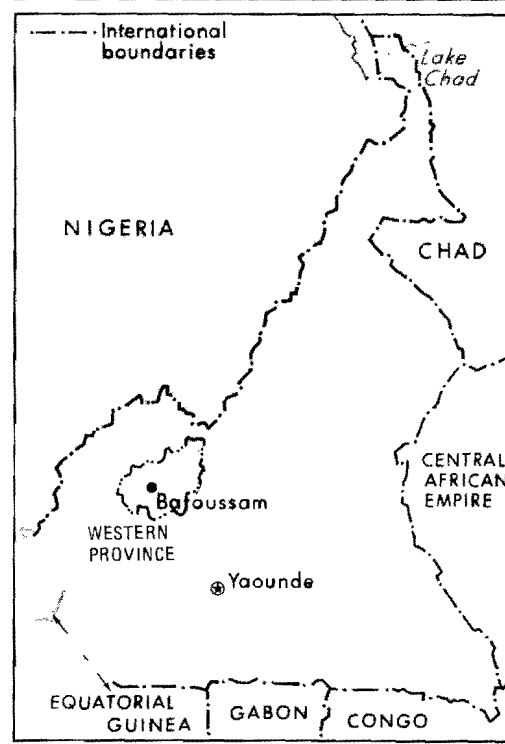 International
boundaries
Lake
Chad
NIGERIA
CHAD
CENTRAL
AFRICAN
EMPIRE
Bafoussam
WESTERN
PROVINCE
Yaounde
EQUATORIAL
GUINEA
GABON
CONGO